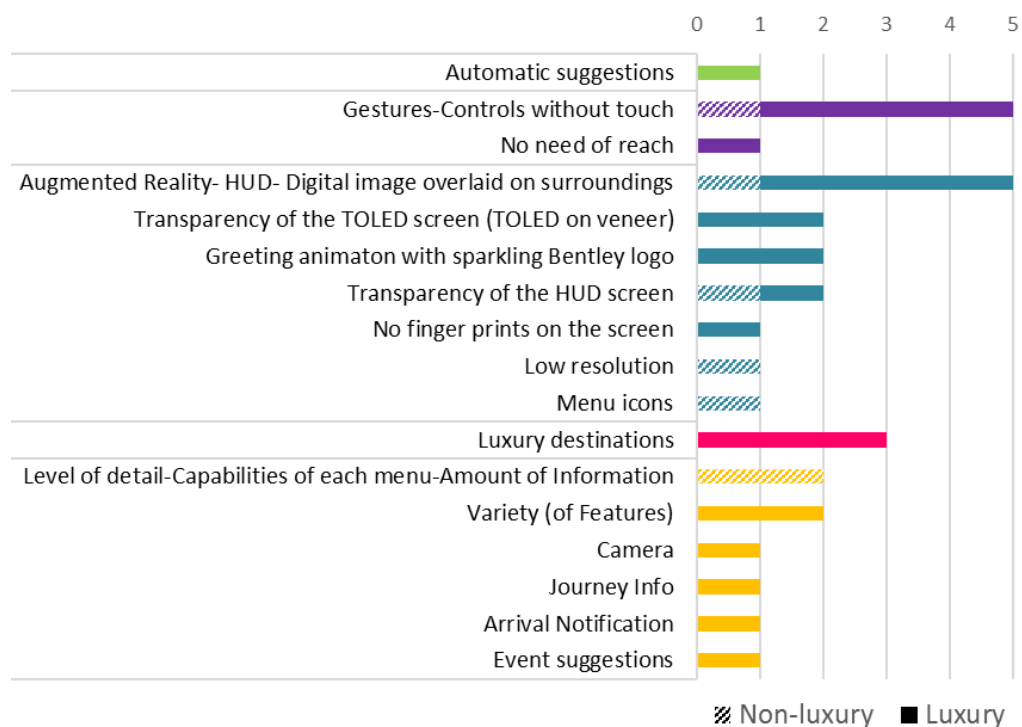 0 1 2 3 4 5
Automatic suggestions
Gestures-Controls without touch
No need of reach
Augmented Reality- HUD- Digital image overlaid on surroundings
Transparency of the TOLED screen (TOLED on veneer)
Greeting animaton with sparkling Bentley logo
Transparency of the HUD screen
No finger prints on the screen
Low resolution
Menu icons
Luxury destinations
Level of detail-Capabilities of each menu-Amount of Information
Variety (of Features)
Camera
Journey Info
Arrival Notification
Event suggestions
Non-luxury Luxury